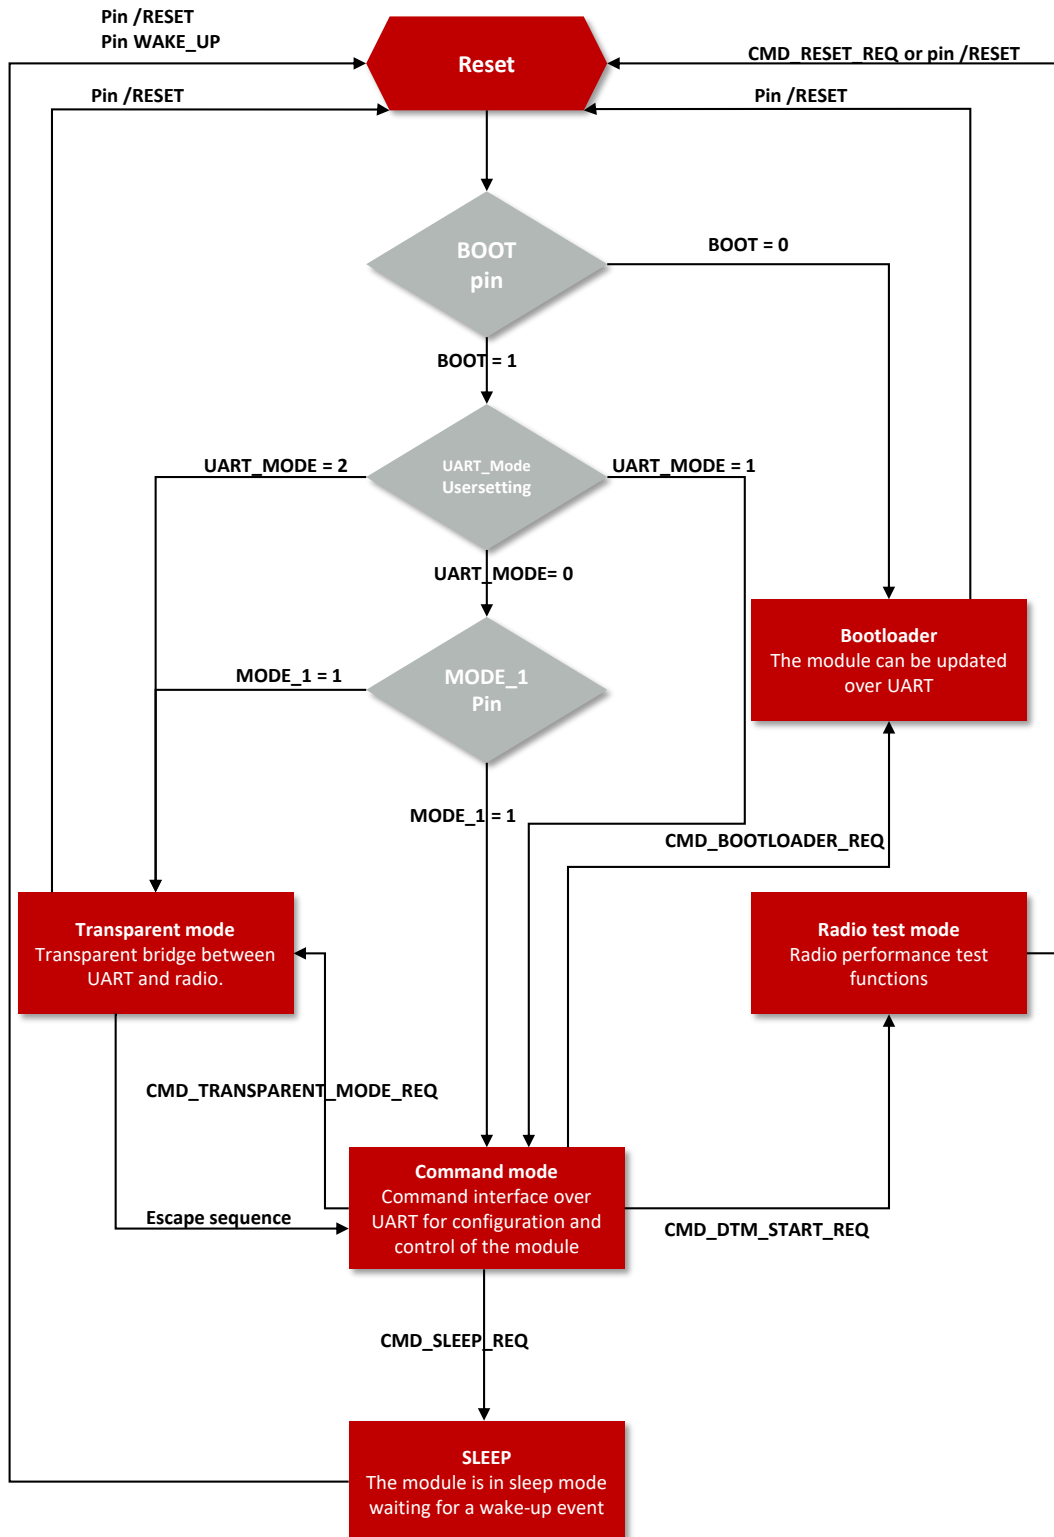 Pin /RESET
Pin WAKE_UP
Reset
CMD_RESET_REQ or pin /RESET
Pin /RESET
Pin /RESET
BOOT
pin
BOOT = 0
BOOT = 1
UART_MODE = 2
UART_Mode
Usersetting
UART_MODE = 1
UART_MODE= 0
MODE_1 = 1
MODE_1
Pin
Bootloader
The module can be updated
over UART
MODE_1 = 1
CMD_BOOTLOADER_REQ
Transparent mode
Transparent bridge between
UART and radio.
Radio test mode
Radio performance test
functions
CMD_TRANSPARENT_MODE_REQ
Command mode
Command interface over
UART for configuration and
control of the module
Escape sequence
CMD_DTM_START_REQ
CMD_SLEEP_REQ
SLEEP
The module is in sleep mode
waiting for a wake-up event